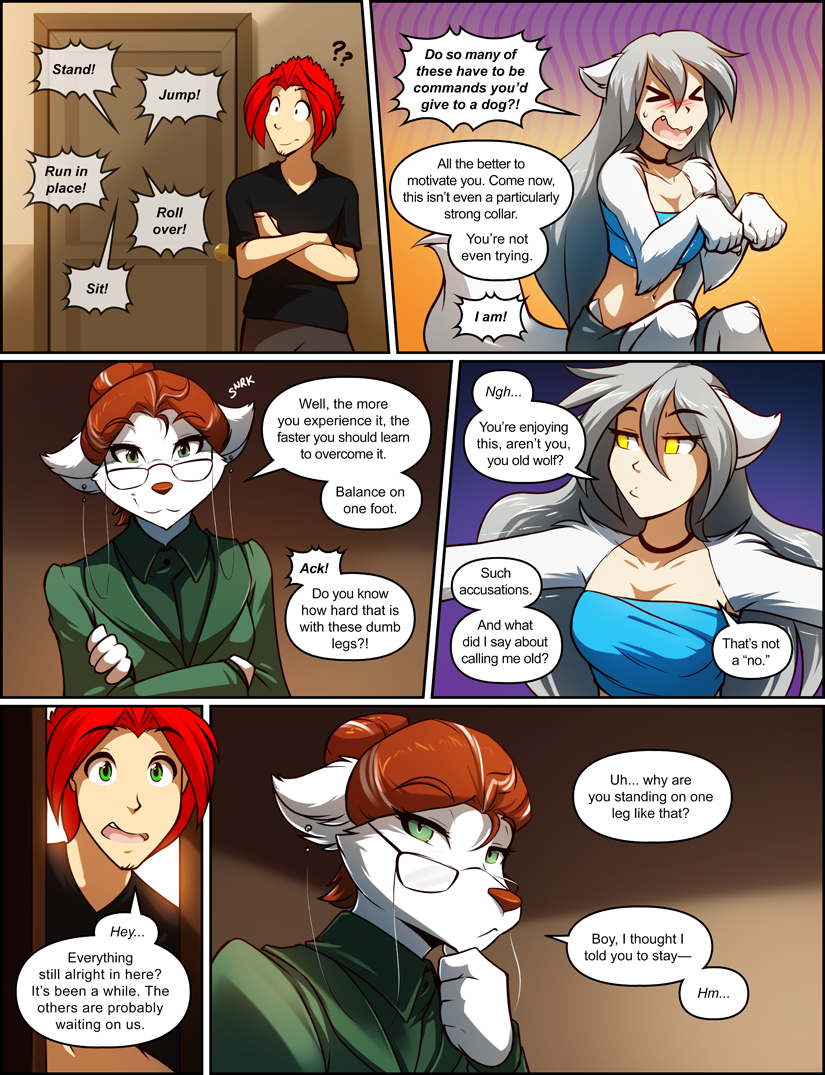 Stand!
Jump!
Run in
place!
Roll
over!
Sit!
??
??
Do so many of
these have to be
commands you'd
give to a dog?!
All the better to
motivate you. Come now,
this isn't even a particularly
strong collar.
You're not
even trying.
I am!
SNRK
Well, the more
you experience it, the
faster you should learn
to overcome it.
Balance on
one foot.
Ack!
Do you know
how hard that is
with these dumb
legs?!
Ngh...
You're enjoying
this, aren't you,
you old wolf?
Such
accusations.
And what
did I say about
calling me old?
That's not
a “no.”
Hey...
Everything
still alright in here?
It's been a while. The
others are probably
waiting on us.
Uh... why are
you standing on one
leg like that?
Boy, I thought I
told you to stay—
Hm...